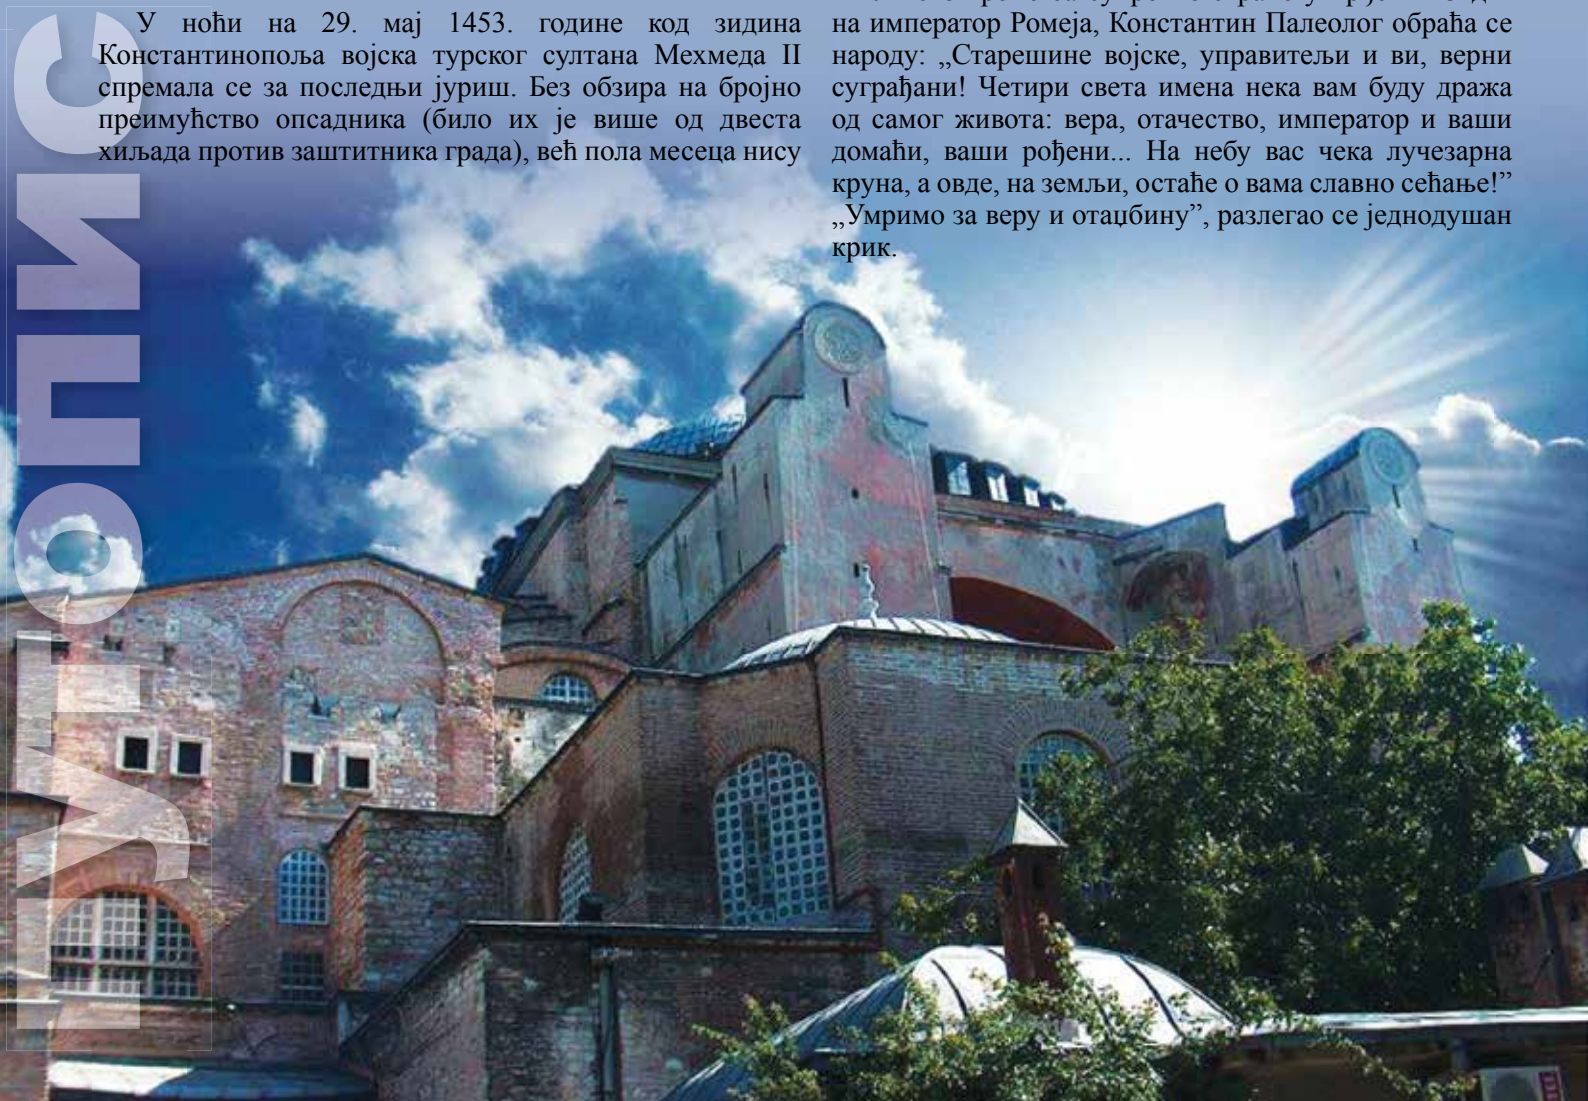 У ноћи на 29. мај 1453. године код зидина
Константинопоља војска турског султана Мехмеда II
спремала се за последњи јуриш. Без обзира на бројно
преимућство опсадника (било их је више од двеста
хиљада против заштитника града), већ пола месеца нису
на император Ромеја, Константин Палеолог обраћа се
народу: „Старешине војске, управитељи и ви, верни
суграђани! Четири света имена нека вам буду дража
од самог живота: вера, отачество, император и ваши
домаћи, ваши рођени... На небу вас чека лучезарна
круна, а овде, на земљи, остаће о вама славно сећање!”
„Умримо за веру и отаџбину”, разлегао се једнодушан
крик.
ПУТОПИС